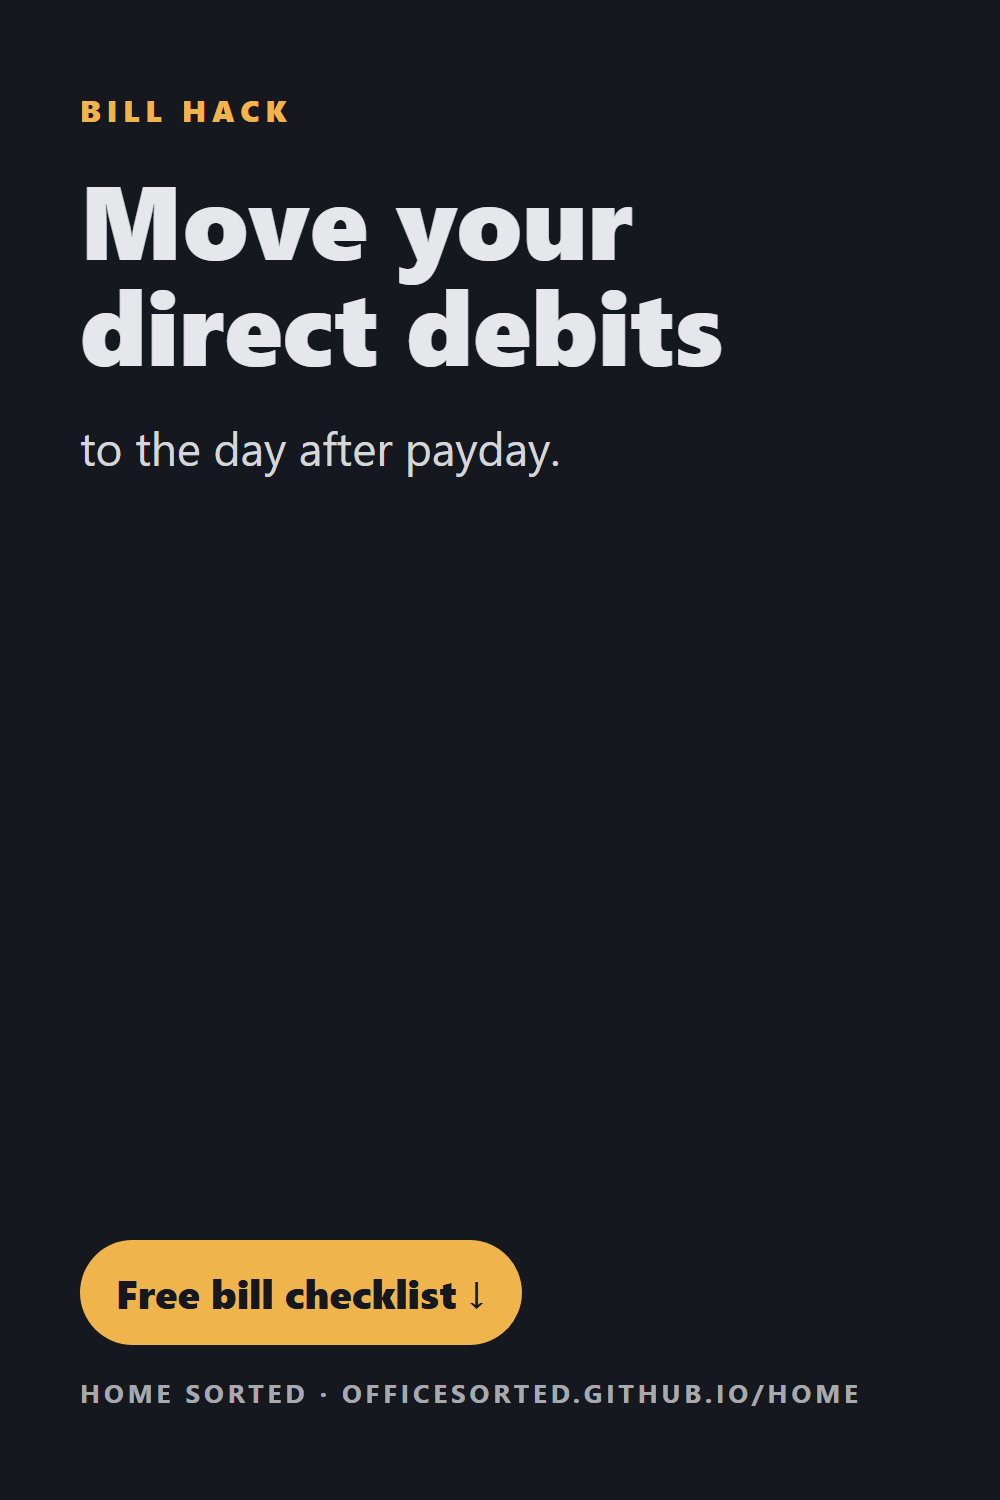 BILL HACK
Move your
direct debits
to the day after payday.
Free bill checklist ↓
HOME SORTED · OFFICESORTED.GITHUB.IO/HOME